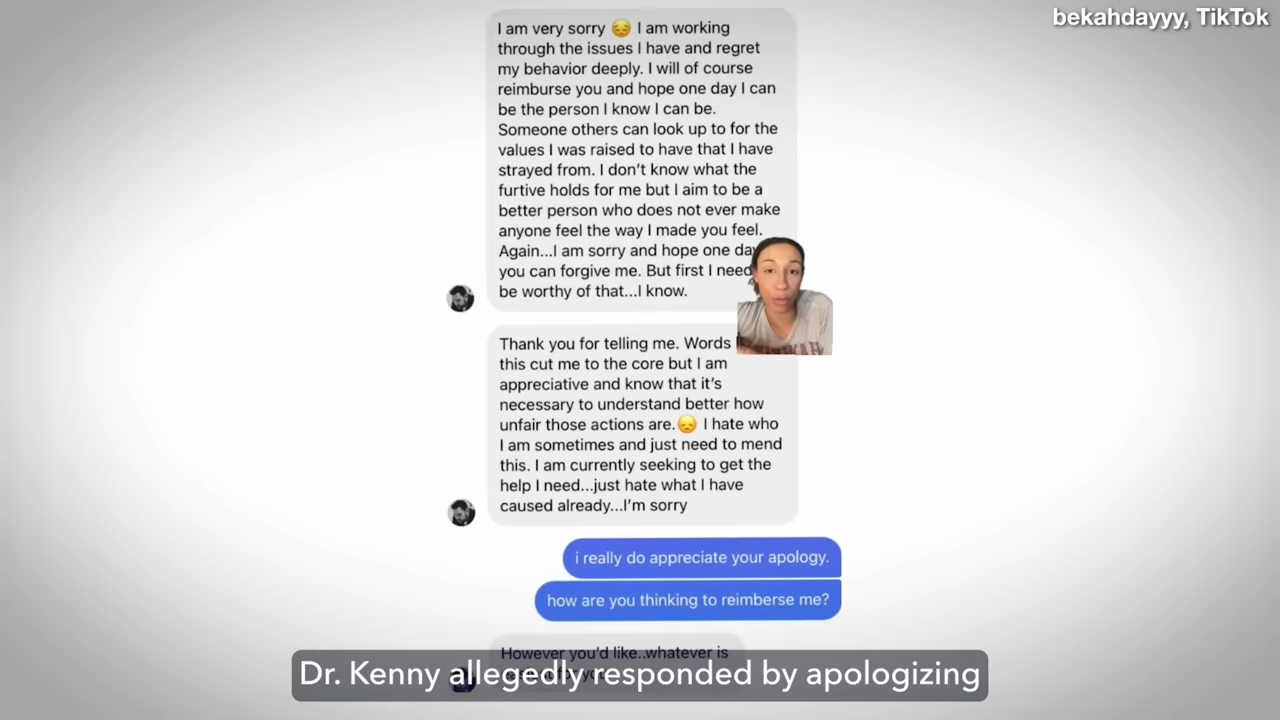 bekahdayyy, TikTok
I am very sorry 😔 I am working
through the issues I have and regret
my behavior deeply. I will of course
reimburse you and hope one day I can
be the person I know I can be.
Someone others can look up to for the
values I was raised to have that I have
strayed from. I don't know what the
furtive holds for me but I aim to be a
better person who does not ever make
anyone feel the way I made you feel.
Again...I am sorry and hope one day
you can forgive me. But first I need
be worthy of that...I know.
Thank you for telling me. Words
this cut me to the core but I am
appreciative and know that it's
necessary to understand better how
unfair those actions are.😞 I hate who
I am sometimes and just need to mend
this. I am currently seeking to get the
help I need...just hate what I have
caused already...I'm sorry
i really do appreciate your apology.
how are you thinking to reimberse me?
However you'd like..whatever is
Dr. Kenny allegedly responded by apologizing